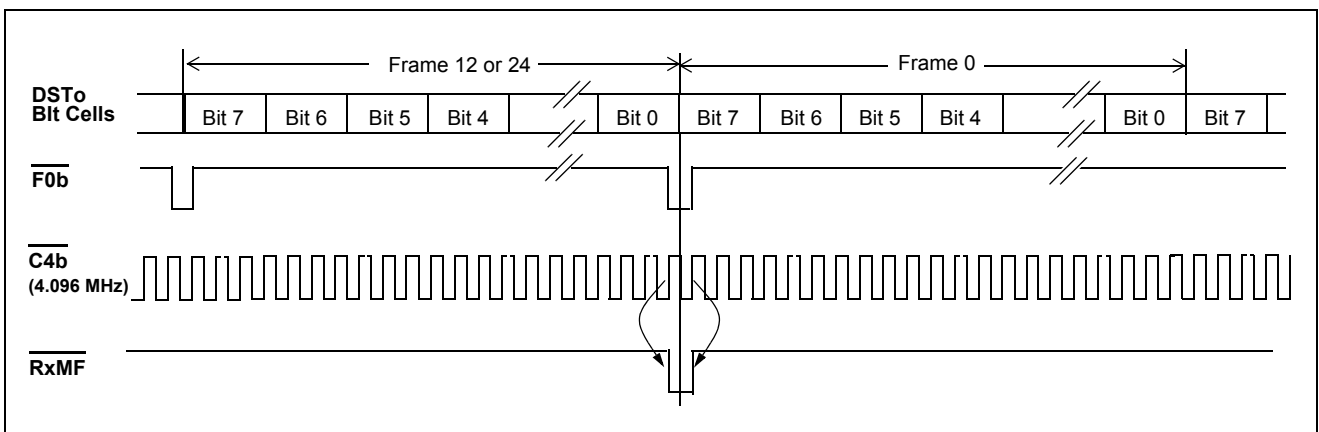 Frame 12 or 24
Frame 0
DSTo
BIt Cells
Bit 7
Bit 6
Bit 5
Bit 4
Bit 0
Bit 7
Bit 6
Bit 5
Bit 4
Bit 0
Bit 7
F0b
C4b
(4.096 MHz)
RxMF